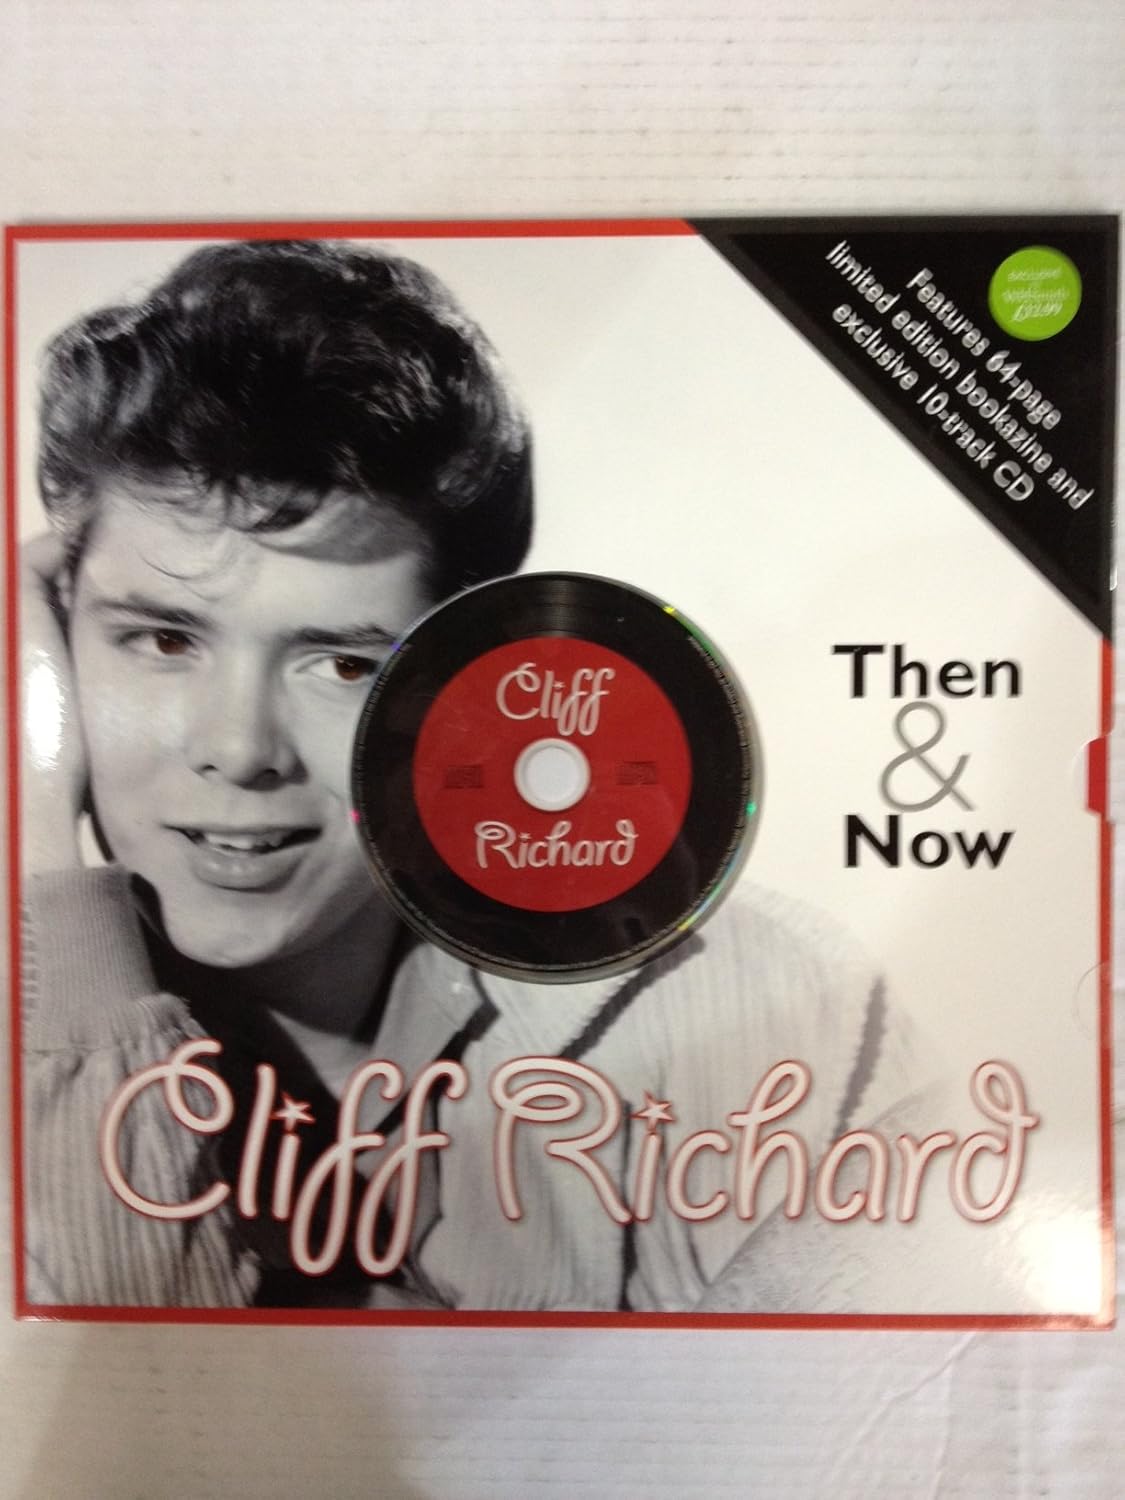 Features 64-page
limited edition bookazine and
exclusive 10-track CD
Cliff
Richard
Then
&
Now
Cliff Richard